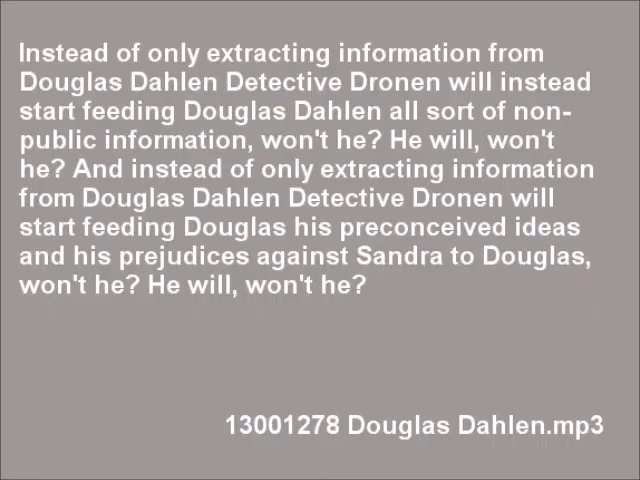 Instead of only extracting information from
Douglas Dahlen Detective Dronen will instead
start feeding Douglas Dahlen all sort of non-
public information, won't he? He will, won't
he? And instead of only extracting information
from Douglas Dahlen Detective Dronen will
start feeding Douglas his preconceived ideas
and his prejudices against Sandra to Douglas,
won't he? He will, won't he?
13001278 Douglas Dahlen.mp3